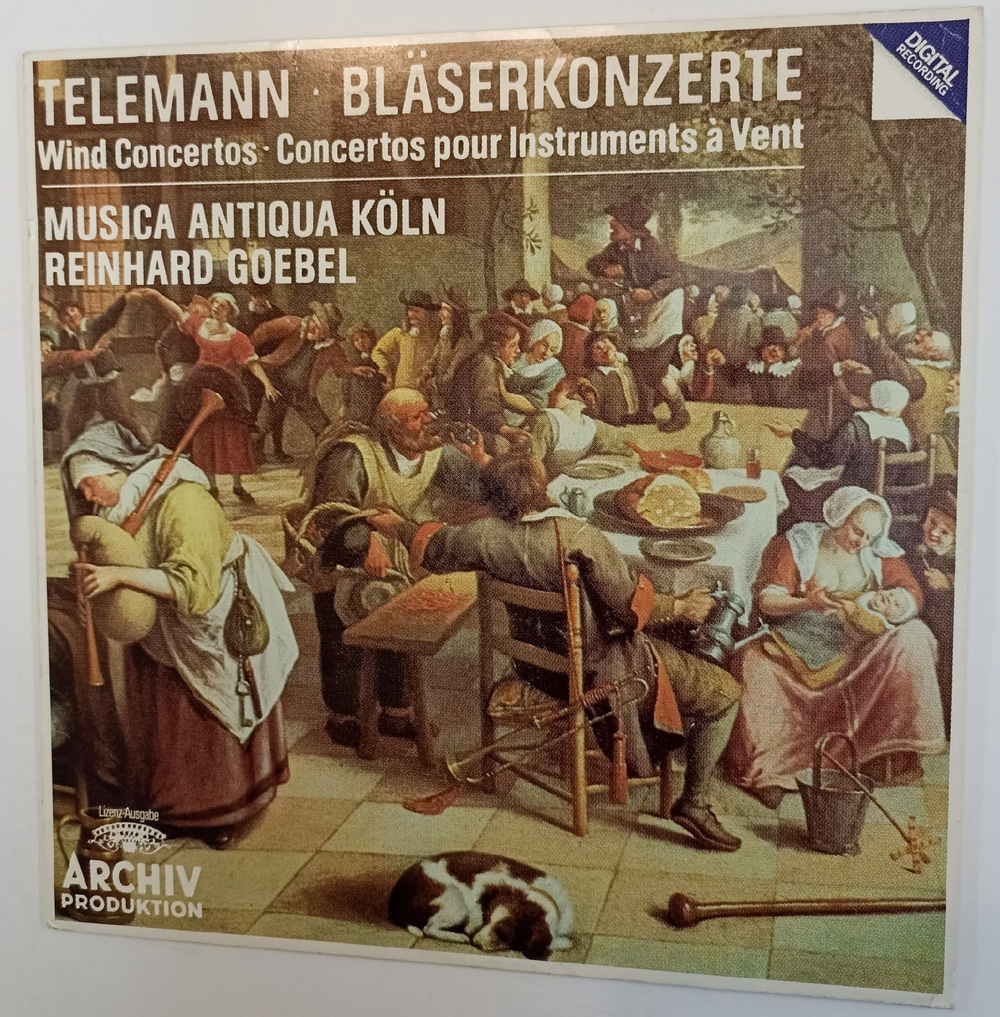 TELEMANN · BLÄSERKONZERTE
Wind Concertos · Concertos pour Instruments à Vent
MUSICA ANTIQUA KÖLN
REINHARD GOEBEL
DIGITAL
RECORDING
Lizenz-Ausgabe
ARCHIV
PRODUKTION